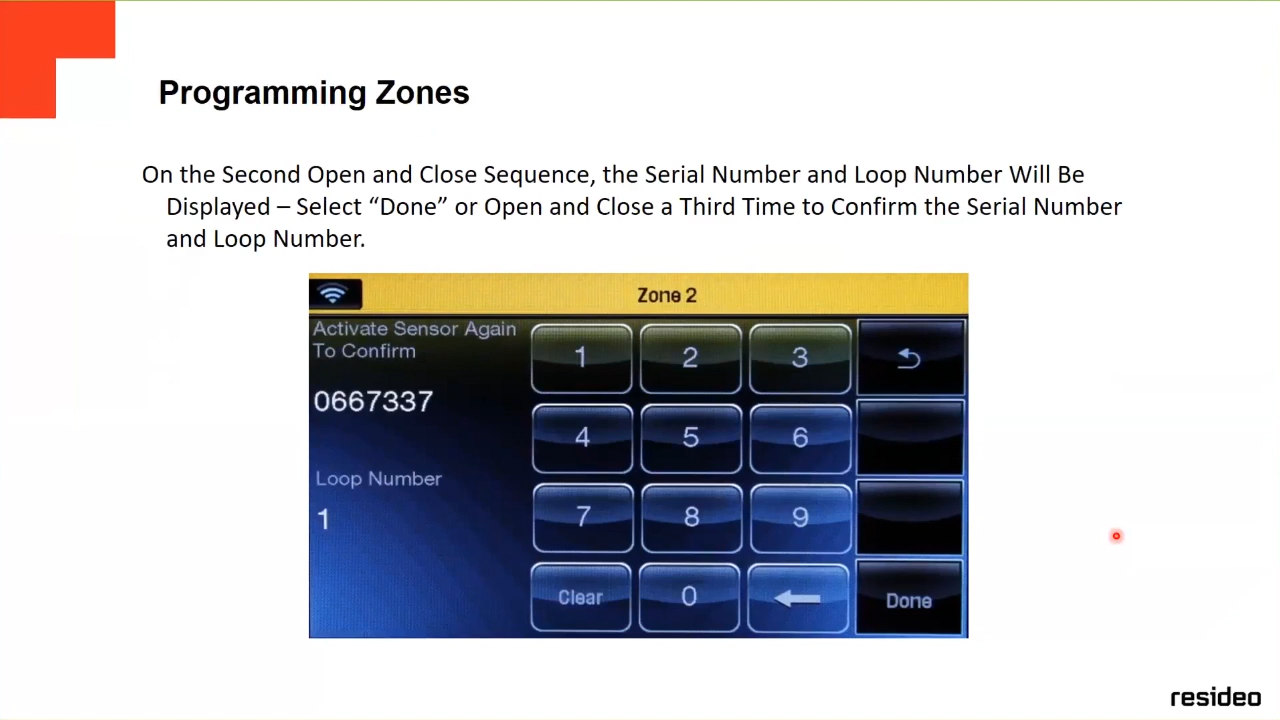 Programming Zones
On the Second Open and Close Sequence, the Serial Number and Loop Number Will Be
Displayed – Select “Done” or Open and Close a Third Time to Confirm the Serial Number
and Loop Number.
Zone 2
Activate Sensor Again
To Confirm
0667337
Loop Number
1
1 2 3
4 5 6
7 8 9
Clear 0 Done
resideo